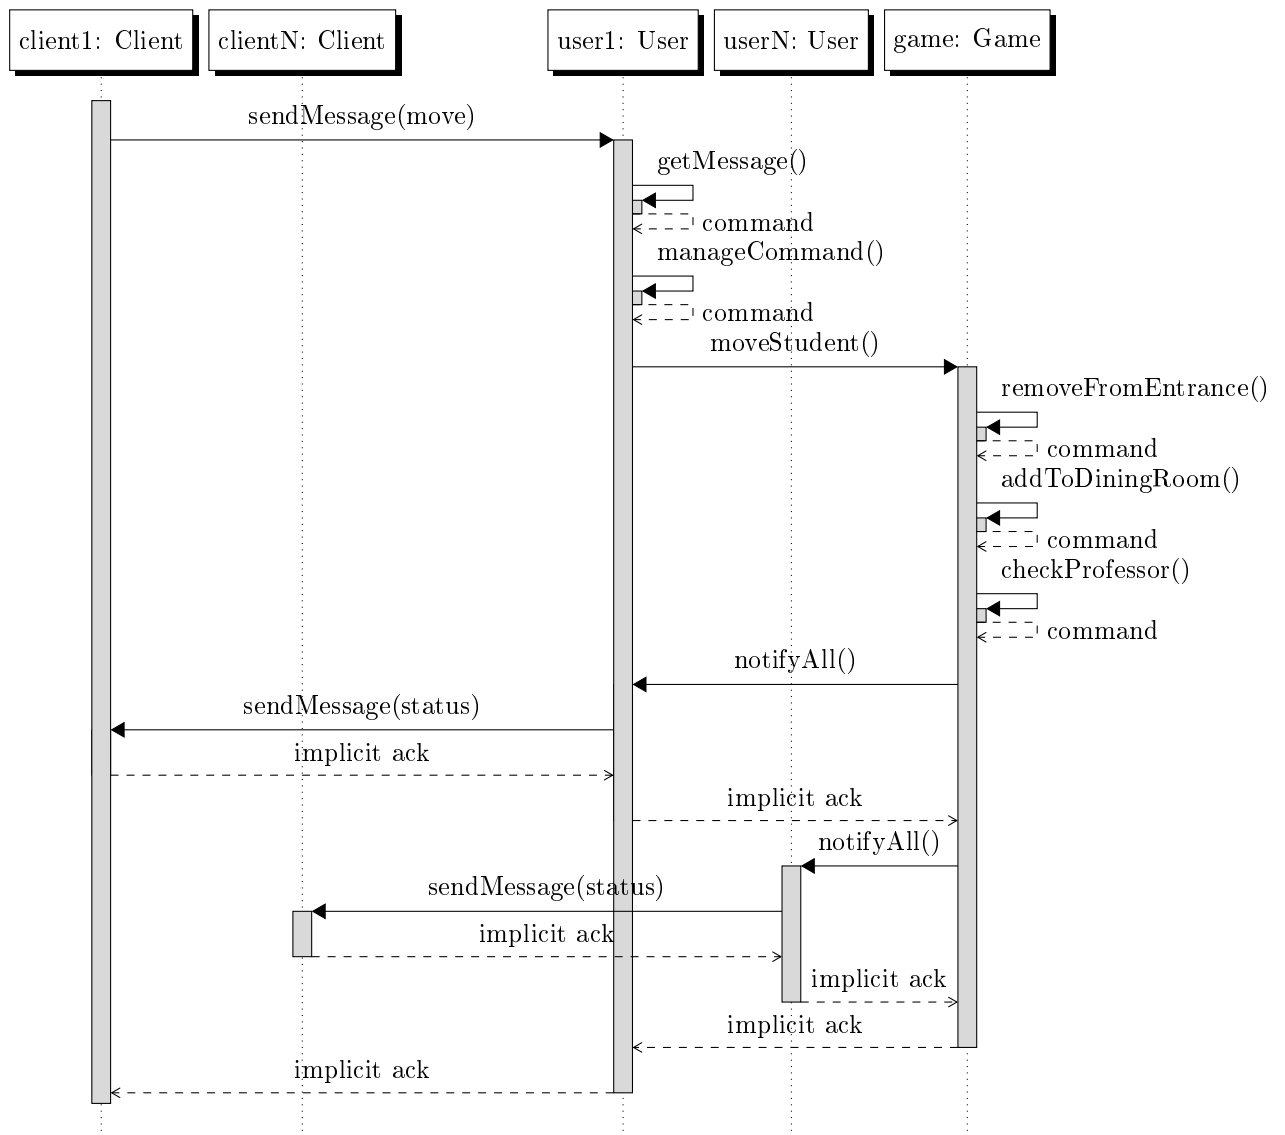 client1: Client
clientN: Client
user1: User
userN: User
game: Game
sendMessage(move)
getMessage()
command
manageCommand()
command
moveStudent()
removeFromEntrance()
command
addToDiningRoom()
command
checkProfessor()
command
notifyAll()
sendMessage(status)
implicit ack
implicit ack
notifyAll()
sendMessage(status)
implicit ack
implicit ack
implicit ack
implicit ack